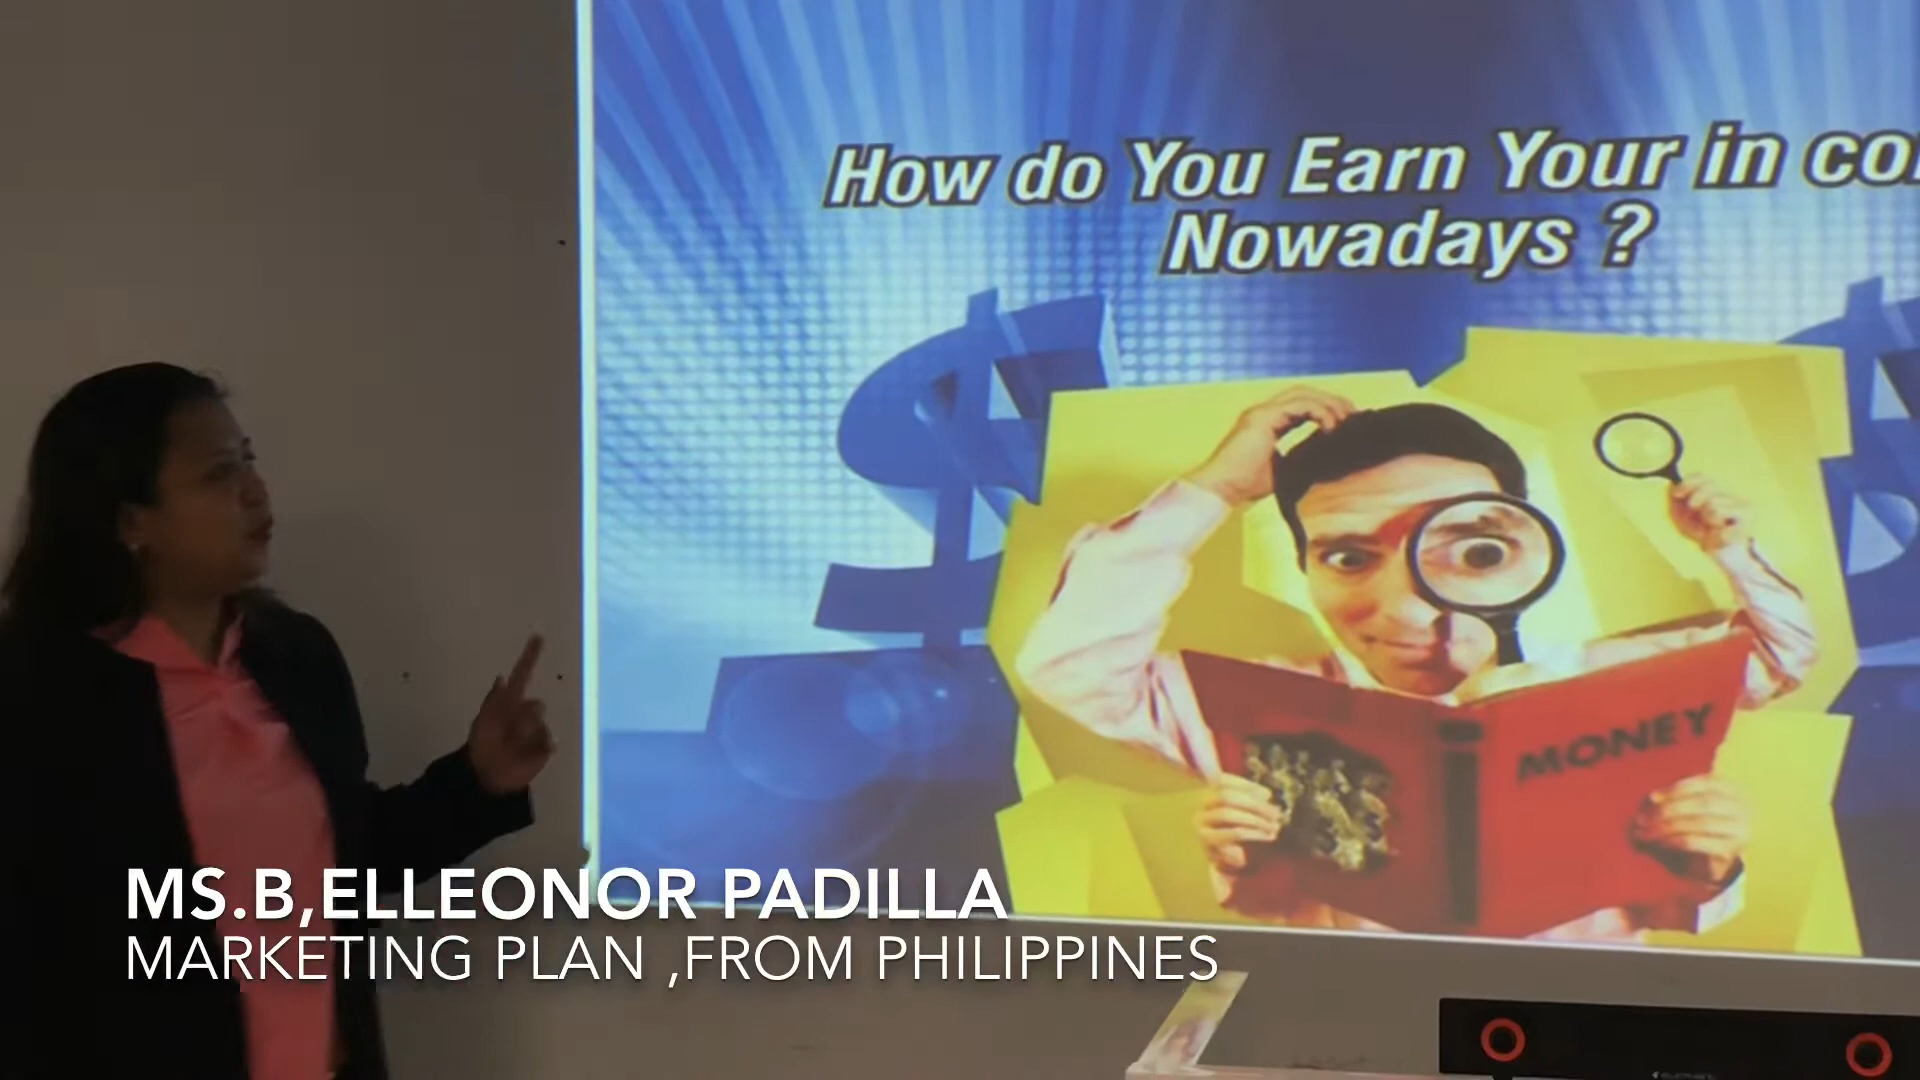 How do You Earn Your in co
Nowadays ?
MONEY
MS.B,ELLEONOR PADILLA
MARKETING PLAN ,FROM PHILIPPINES